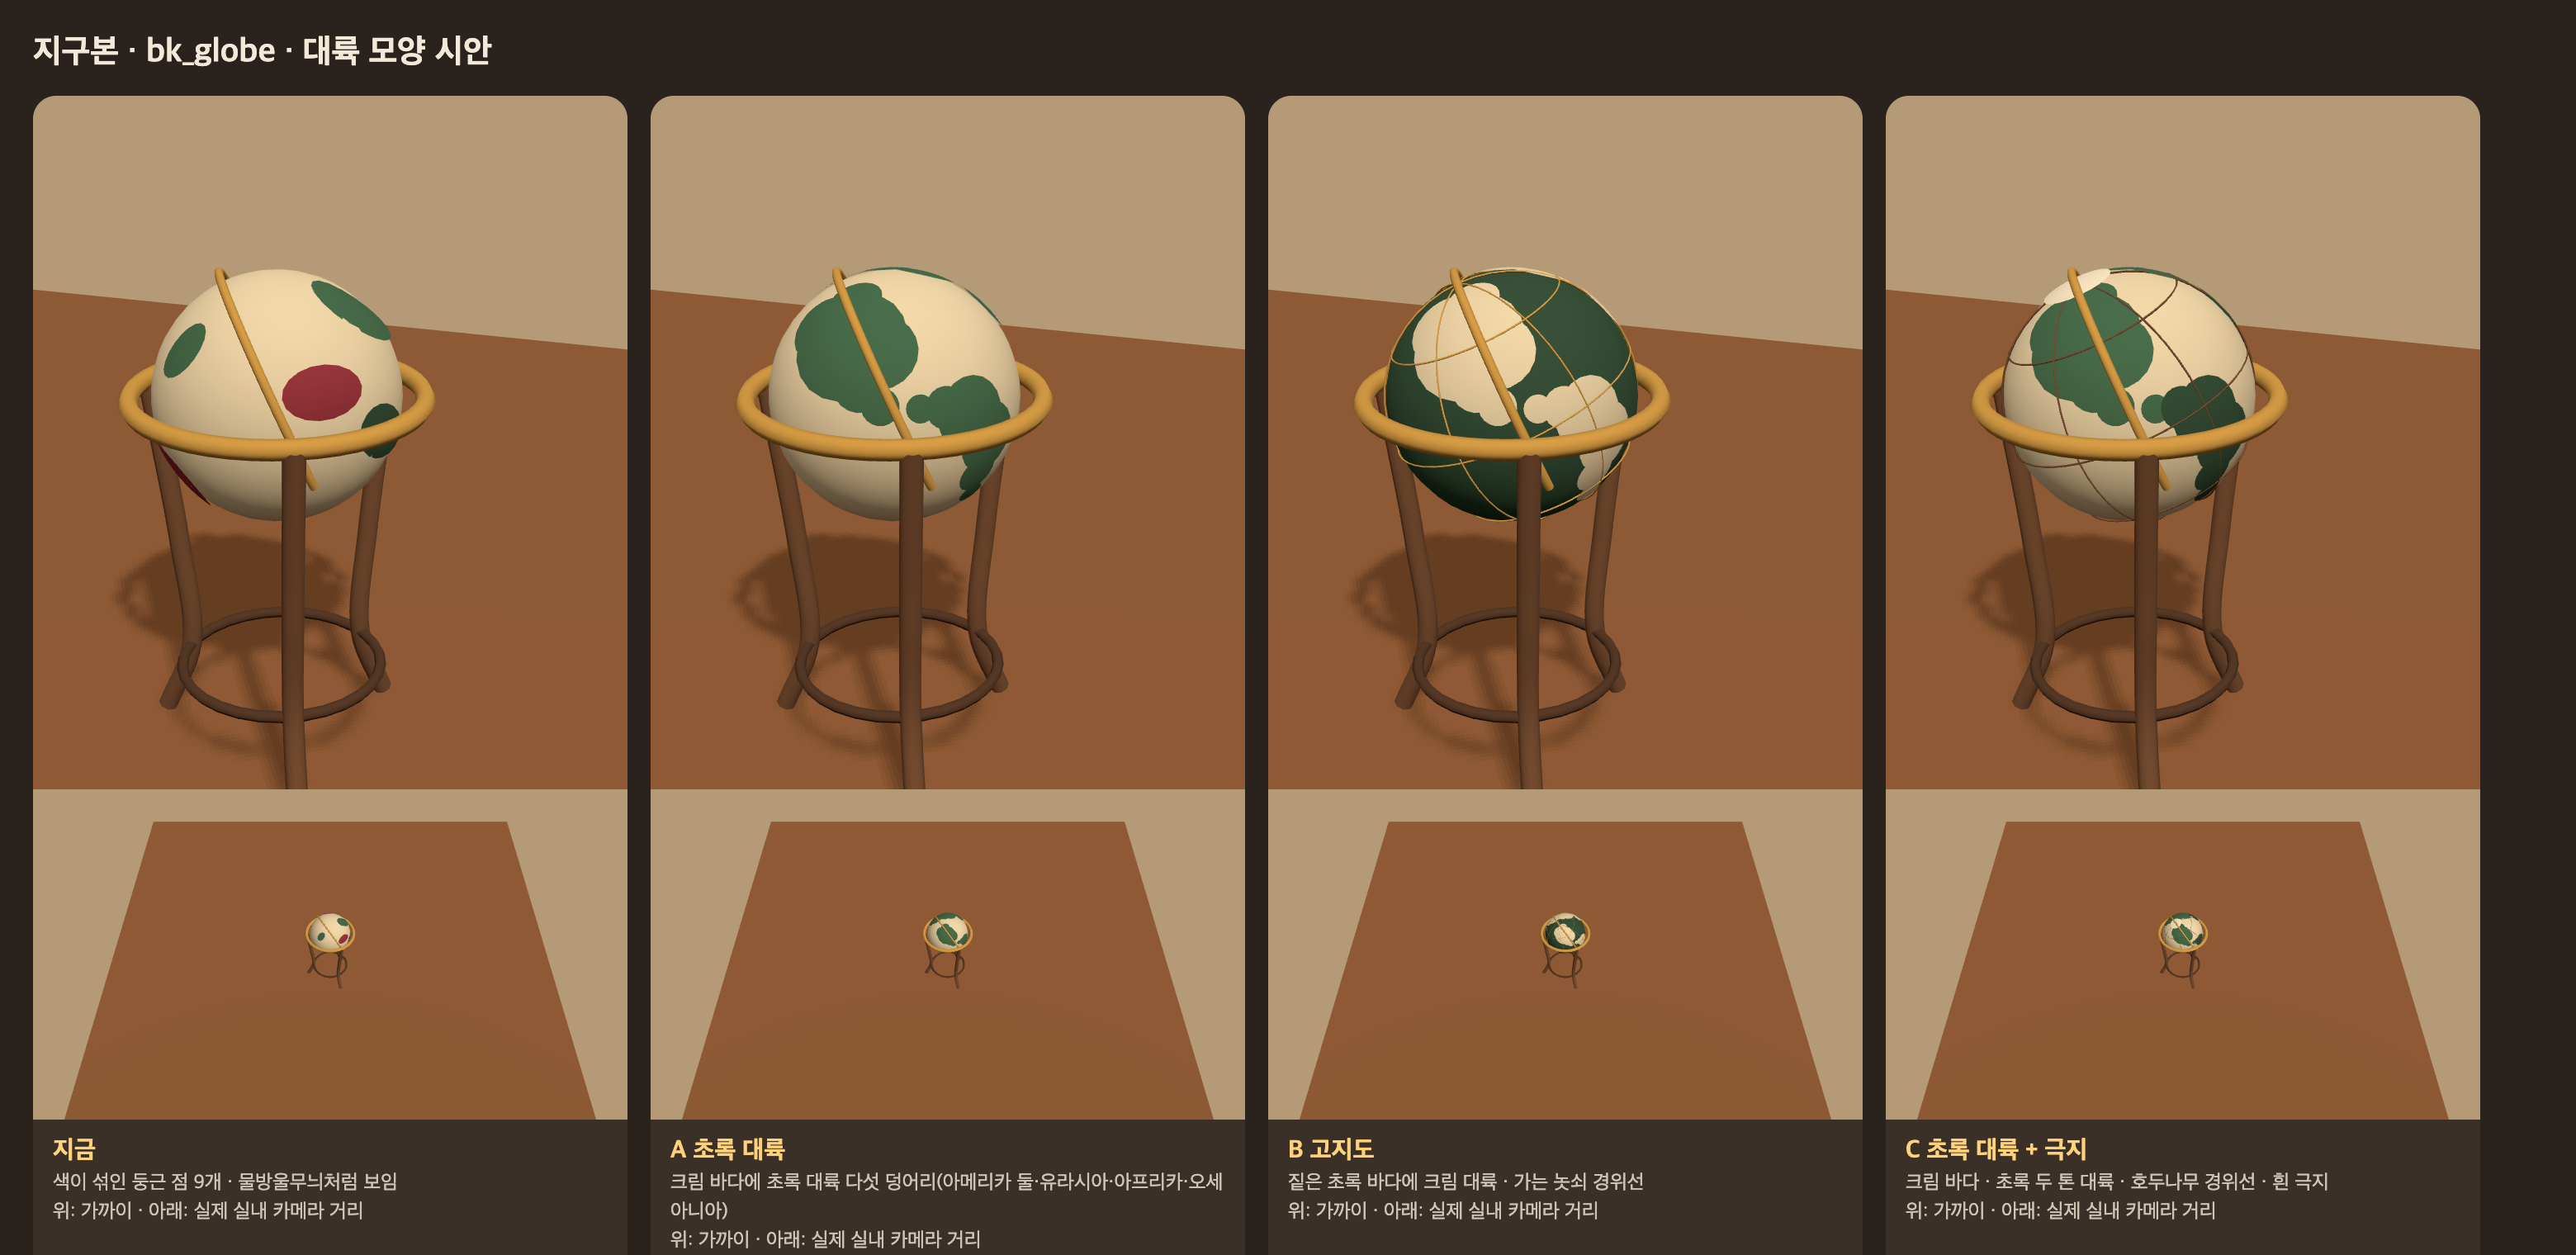 지구본 · bk_globe · 대륙 모양 시안
지금
색이 섞인 둥근 점 9개 · 물방울무늬처럼 보임
위: 가까이 · 아래: 실제 실내 카메라 거리
A 초록 대륙
크림 바다에 초록 대륙 다섯 덩어리(아메리카 둘·유라시아·아프리카·오세
아니아)
위: 가까이 · 아래: 실제 실내 카메라 거리
B 고지도
짙은 초록 바다에 크림 대륙 · 가는 놋쇠 경위선
위: 가까이 · 아래: 실제 실내 카메라 거리
C 초록 대륙 + 극지
크림 바다 · 초록 두 톤 대륙 · 호두나무 경위선 · 흰 극지
위: 가까이 · 아래: 실제 실내 카메라 거리